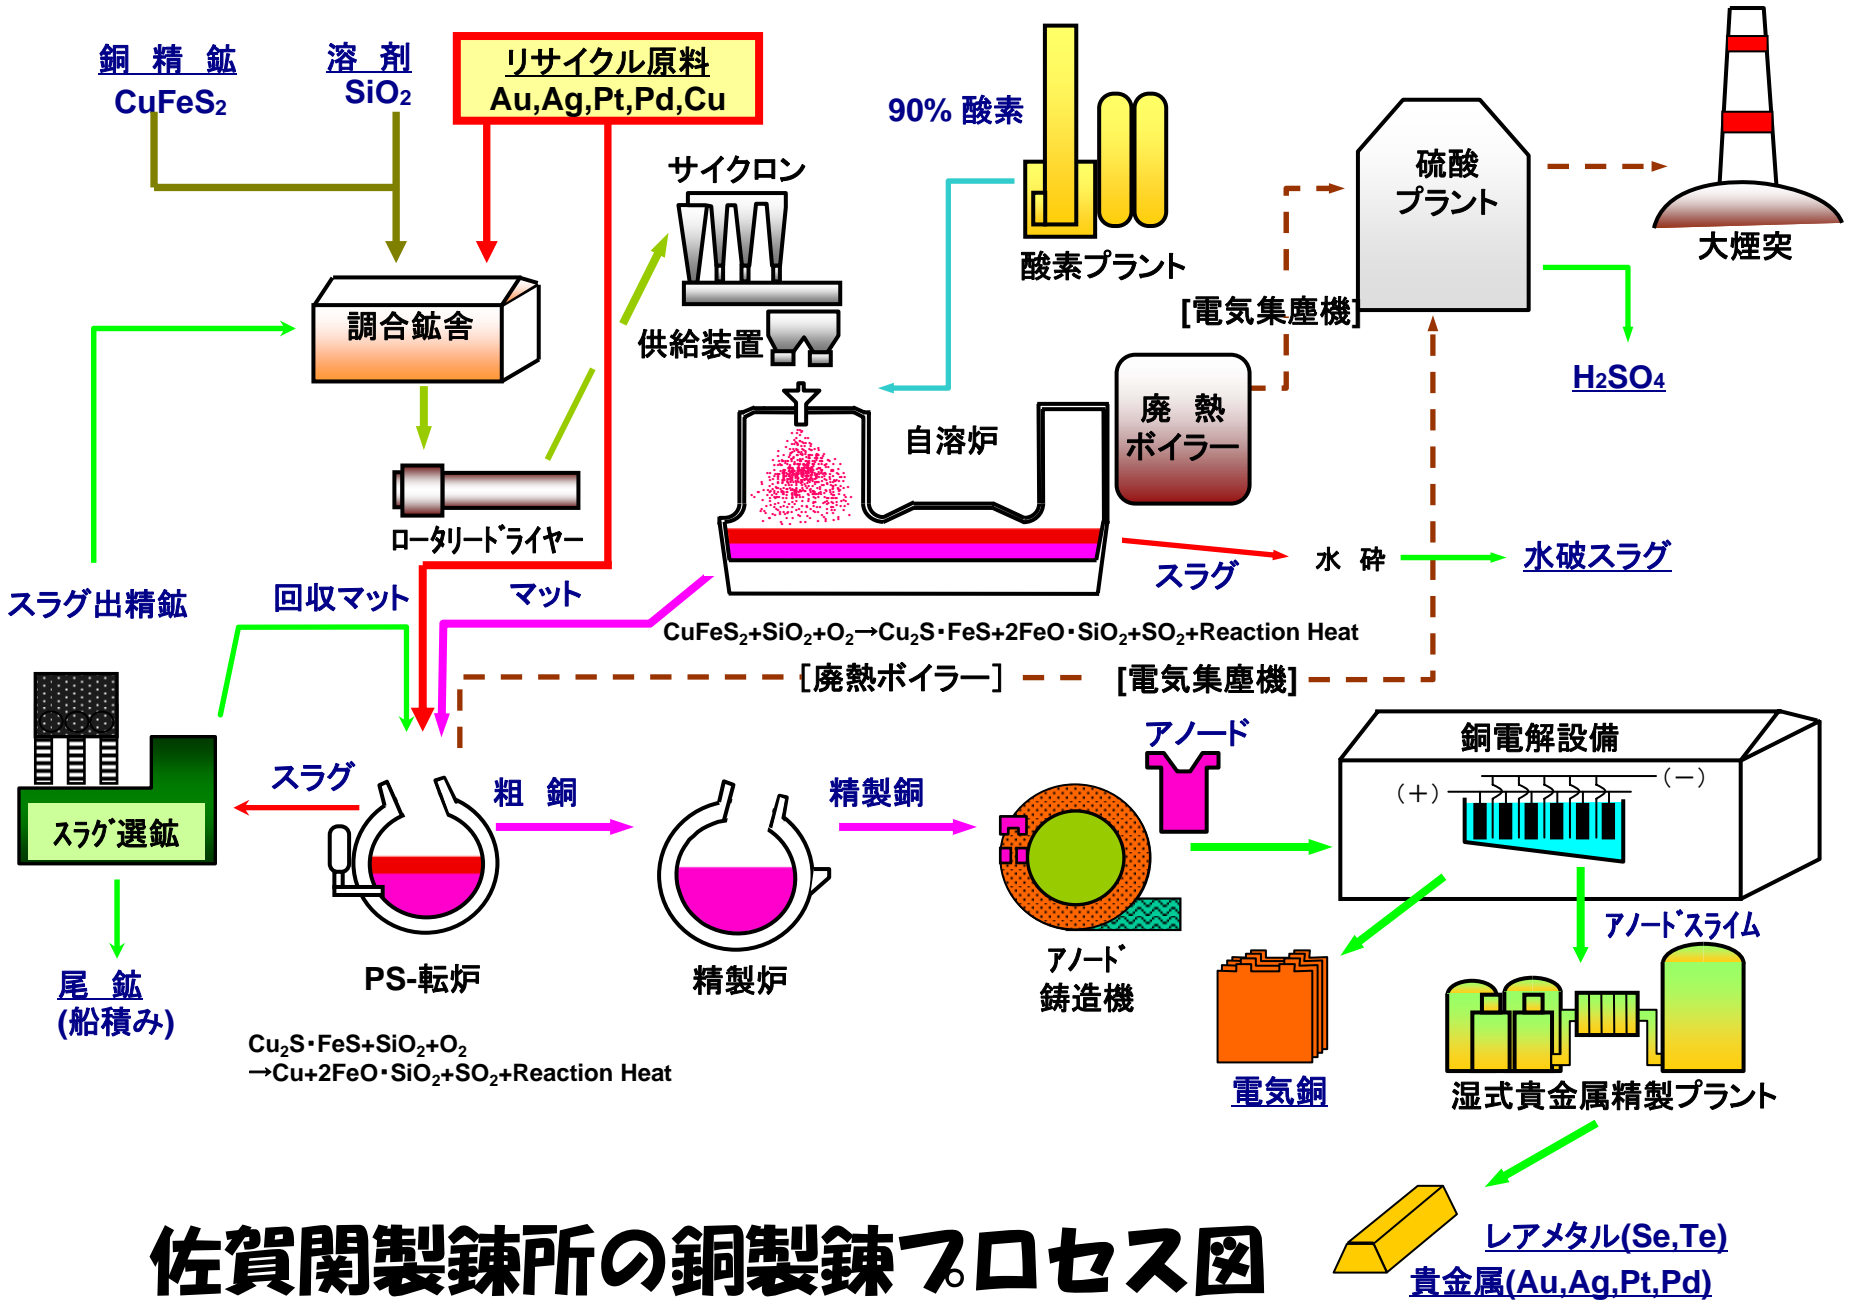 銅 精 鉱
CuFeS2
溶 剤
SiO2
リサイクル原料
Au,Ag,Pt,Pd,Cu
90% 酸素
サイクロン
硫酸
プラント
大煙突
酸素プラント
[電気集塵機]
調合鉱舎
供給装置
H2SO4
廃 熱
ボイラー
自溶炉
ロータリードライヤー
スラグ
水 砕
水破スラグ
スラグ出精鉱
回収マット
マット
CuFeS2+SiO2+O2→Cu2S・FeS+2FeO・SiO2+SO2+Reaction Heat
[廃熱ボイラー]
[電気集塵機]
アノード
銅電解設備
(+)
(−)
スラグ
粗 銅
精製銅
スラグ選鉱
アノードスライム
PS-転炉
精製炉
アノード
鋳造機
尾 鉱
(船積み)
Cu2S・FeS+SiO2+O2
→Cu+2FeO・SiO2+SO2+Reaction Heat
電気銅
湿式貴金属精製プラント
レアメタル(Se,Te)
貴金属(Au,Ag,Pt,Pd)
佐賀関製錬所の銅製錬プロセス図